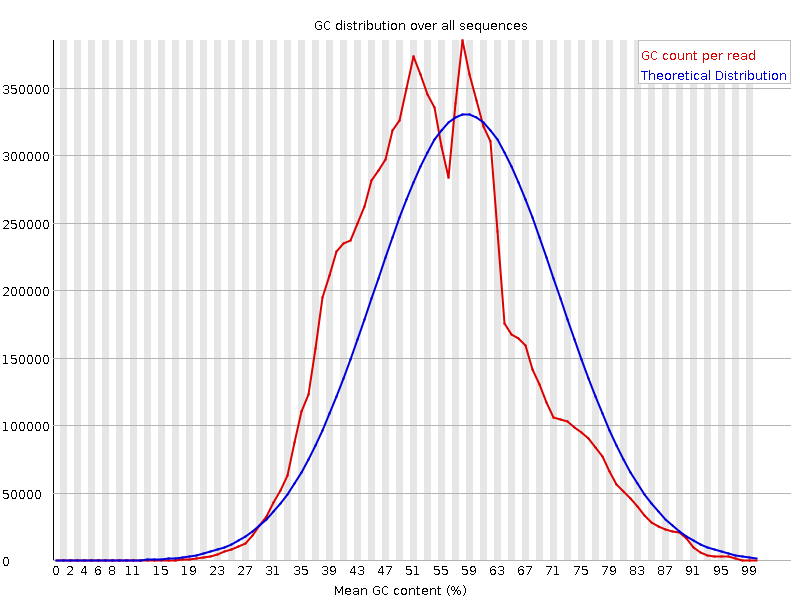 GC distribution over all sequences
GC count per read
Theoretical Distribution
350000
300000
250000
200000
150000
100000
50000
0
0 2 4 6 8 11 15 19 23 27 31 35 39 43 47 51 55 59 63 67 71 75 79 83 87 91 95 99
Mean GC content (%)